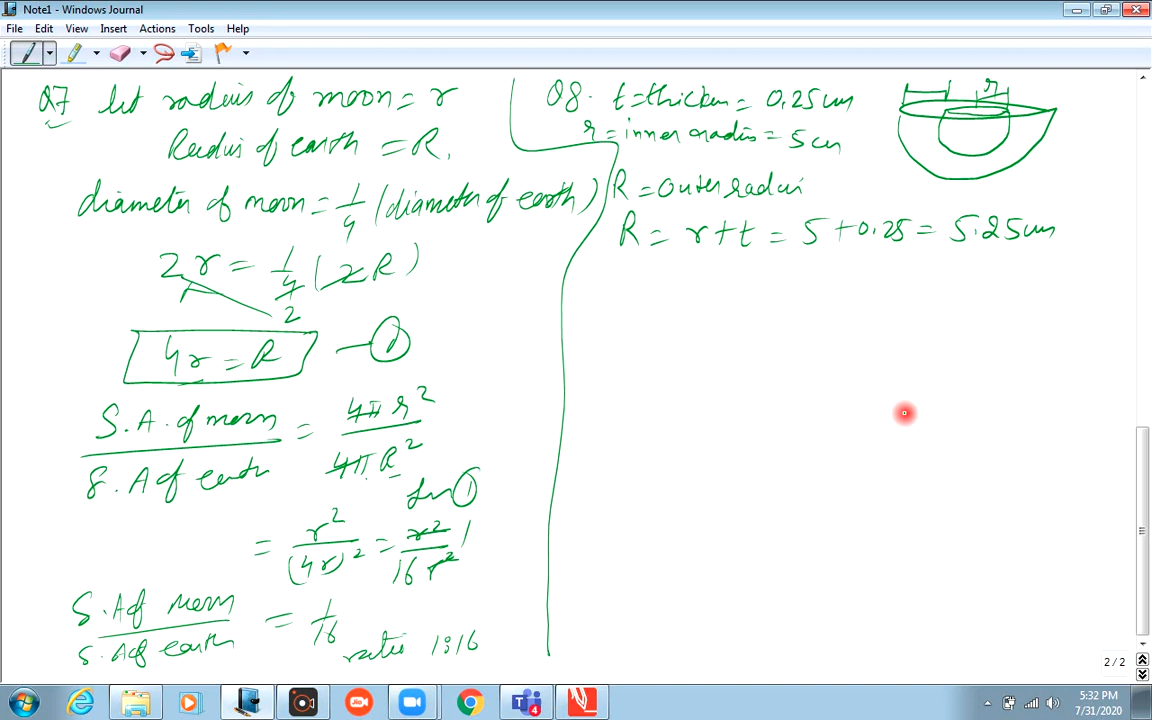 Note1 - Windows Journal
File Edit View Insert Actions Tools Help
Q7 let radius of moon = r
Radius of earth = R.
diameter of moon = 1/4 (diameter of earth)
2r = 1/4 (2R)
2
4r = R — ①
S.A. of moon / S.A of earth = 4πr² / 4πR²
from ①
= r² / (4r)² = r² / 16r² 1
S.A of moon / S.A of earth = 1/16
ratio 1:16
Q8. t = thicken = 0.25 cm
r = inner radius = 5 cm
r
R = outer radius
R = r + t = 5 + 0.25 = 5.25 cm
2 / 2
4
5:32 PM
7/31/2020
Jio